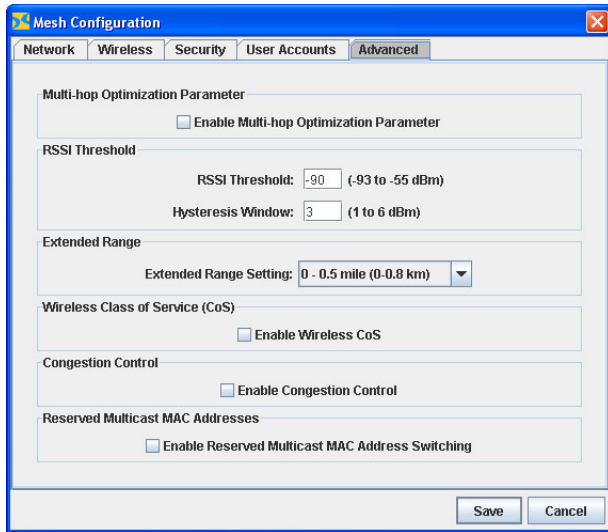 Mesh Configuration
Network Wireless Security User Accounts Advanced
Multi-hop Optimization Parameter
Enable Multi-hop Optimization Parameter
RSSI Threshold
RSSI Threshold: -90 (-93 to -55 dBm)
Hysteresis Window: 3 (1 to 6 dBm)
Extended Range
Extended Range Setting: 0 - 0.5 mile (0-0.8 km)
Wireless Class of Service (CoS)
Enable Wireless CoS
Congestion Control
Enable Congestion Control
Reserved Multicast MAC Addresses
Enable Reserved Multicast MAC Address Switching
Save Cancel